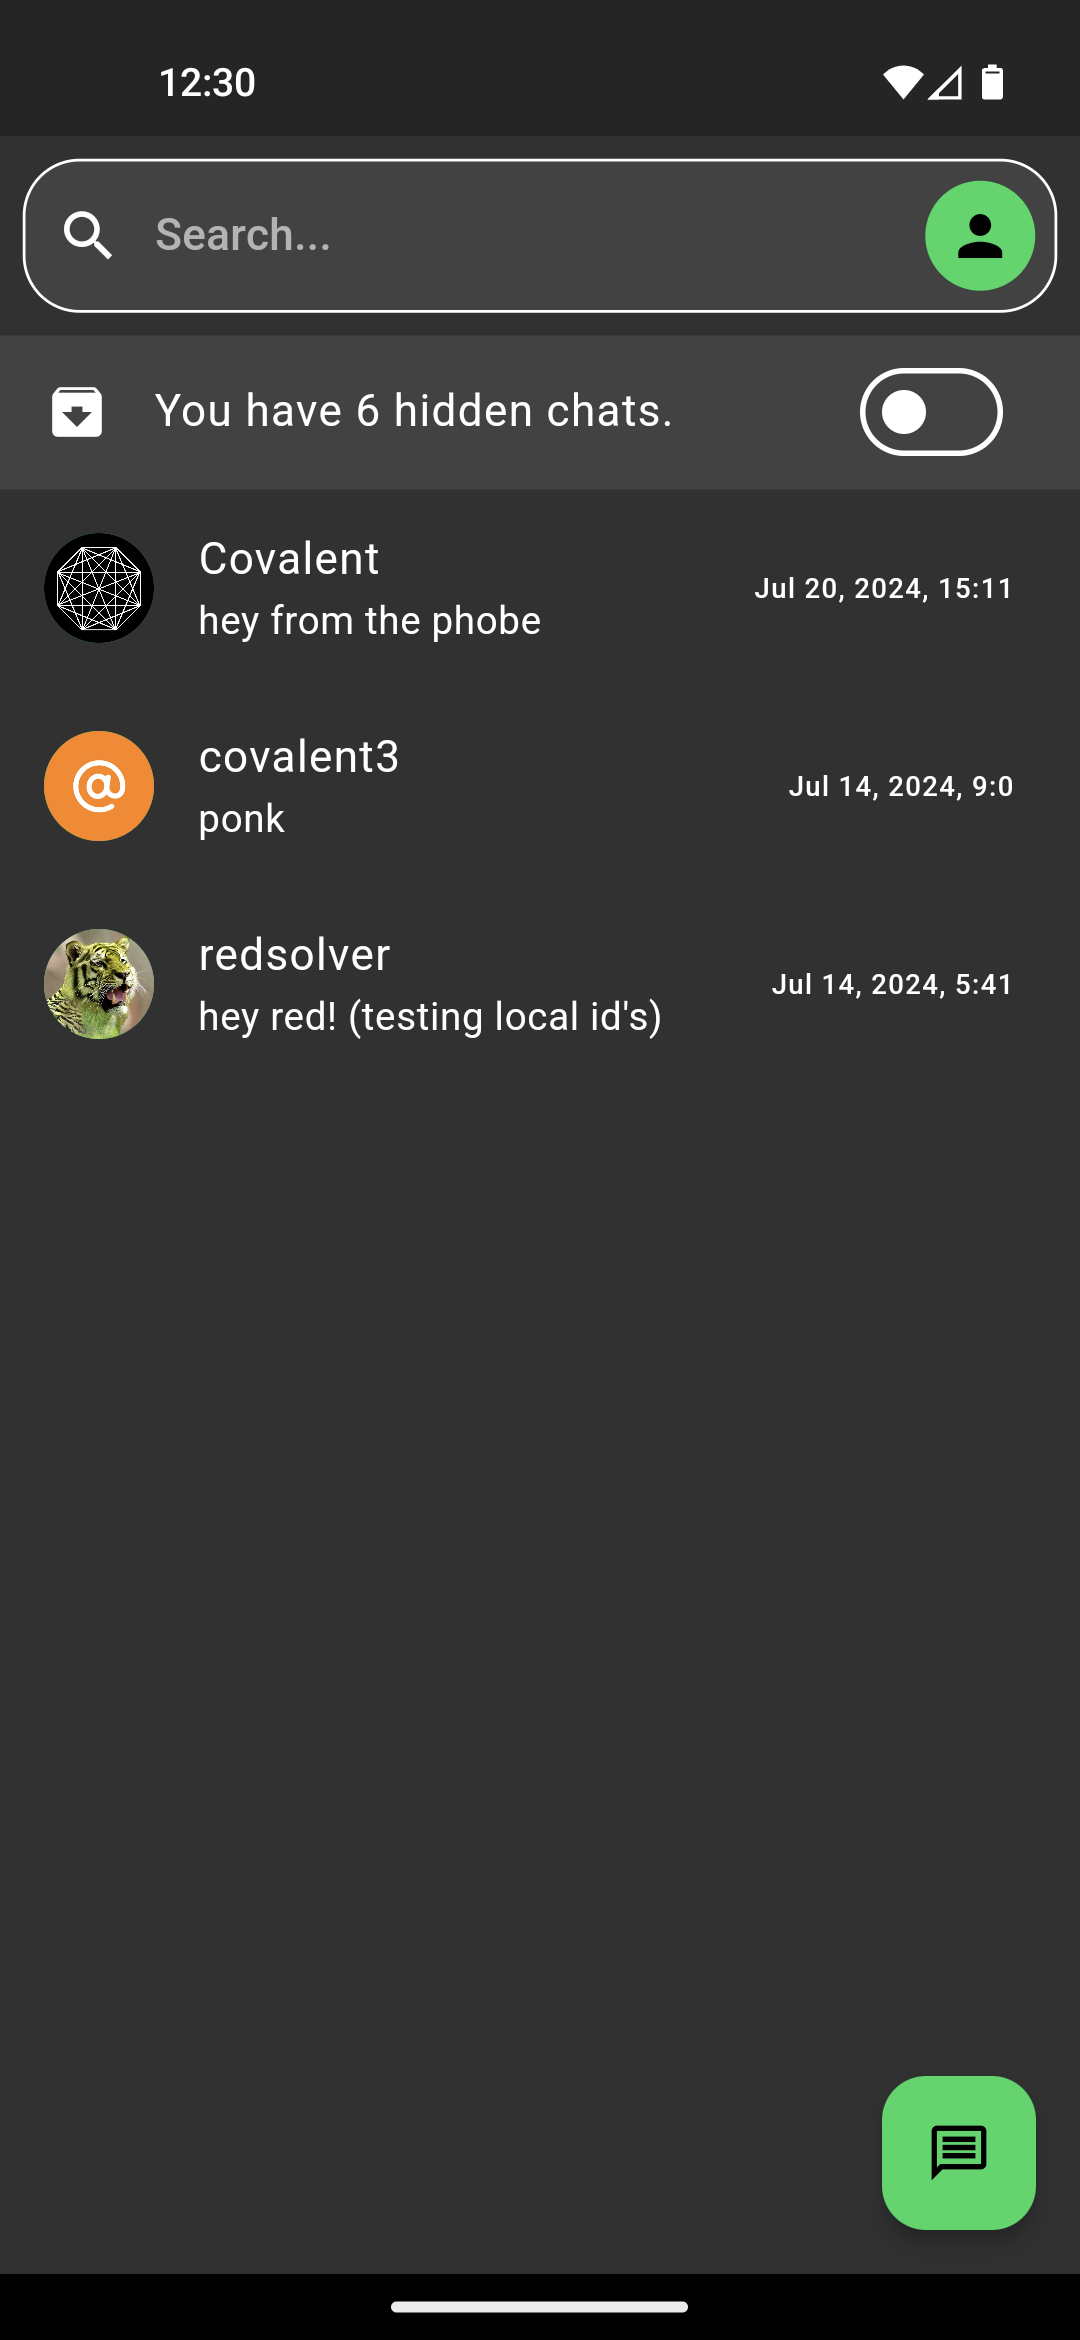 12:30
Search...
You have 6 hidden chats.
Covalent
hey from the phobe
Jul 20, 2024, 15:11
covalent3
ponk
Jul 14, 2024, 9:0
redsolver
hey red! (testing local id's)
Jul 14, 2024, 5:41